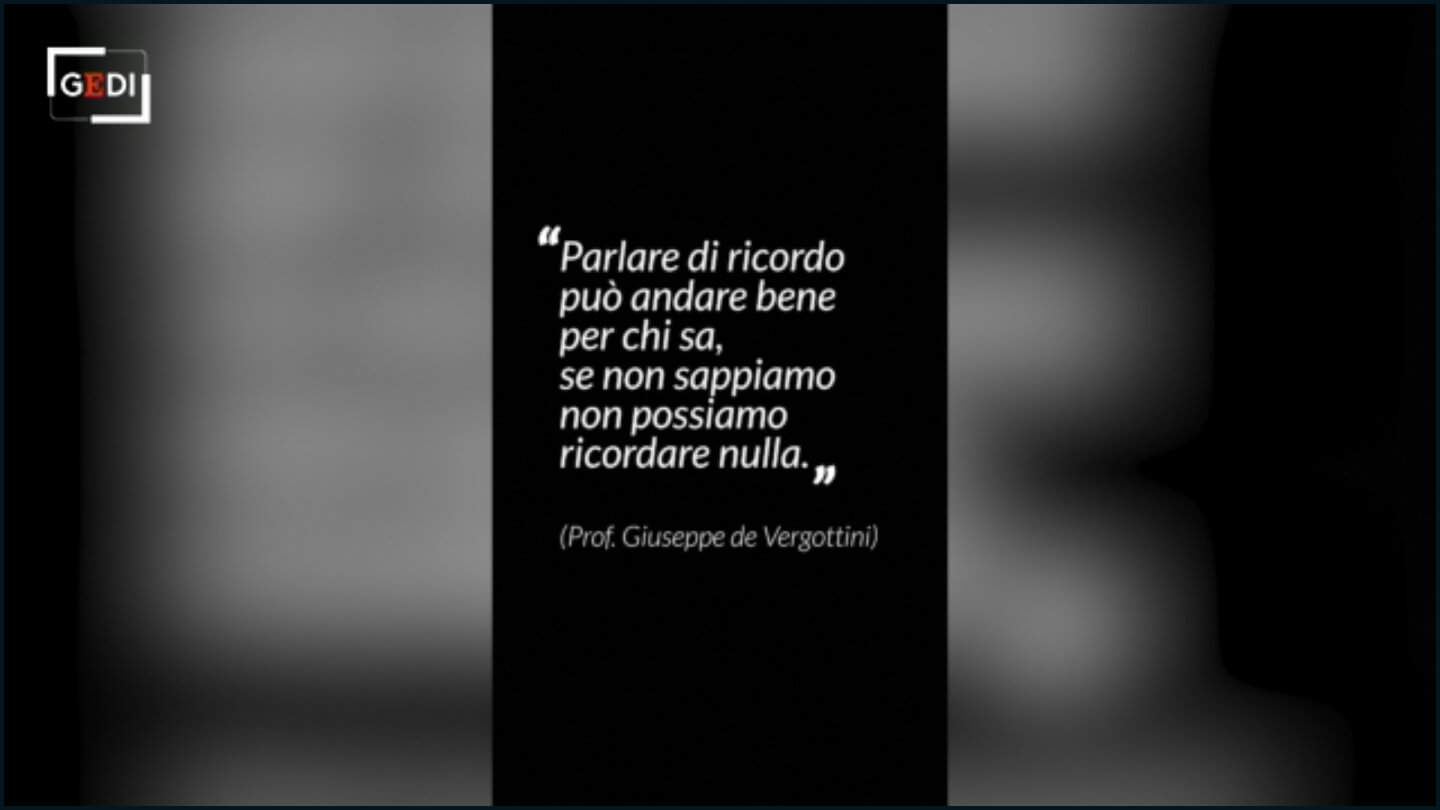 GEDI
“Parlare di ricordo
può andare bene
per chi sa,
se non sappiamo
non possiamo
ricordare nulla.”
(Prof. Giuseppe de Vergottini)